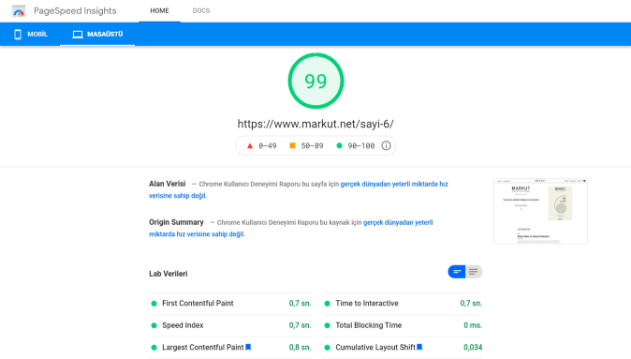 PageSpeed Insights HOME DOCS
MOBİL MASAÜSTÜ
99
https://www.markut.net/sayi-6/
0–49 50–89 90–100
Alan Verisi — Chrome Kullanıcı Deneyimi Raporu bu sayfa için gerçek dünyadan yeterli miktarda hız
verisine sahip değil.
MARKUT
Origin Summary — Chrome Kullanıcı Deneyimi Raporu bu kaynak için gerçek dünyadan yeterli
miktarda hız verisine sahip değil.
Lab Verileri
First Contentful Paint 0,7 sn. Time to Interactive 0,7 sn.
Speed Index 0,7 sn. Total Blocking Time 0 ms.
Largest Contentful Paint 0,8 sn. Cumulative Layout Shift 0,034